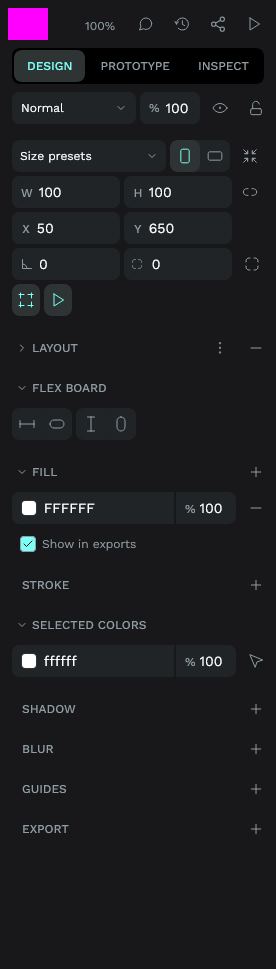 100%
DESIGN PROTOTYPE INSPECT
Normal % 100
Size presets
W 100 H 100
X 50 Y 650
0 0
LAYOUT
FLEX BOARD
FILL
FFFFFF % 100
Show in exports
STROKE
SELECTED COLORS
ffffff % 100
SHADOW
BLUR
GUIDES
EXPORT